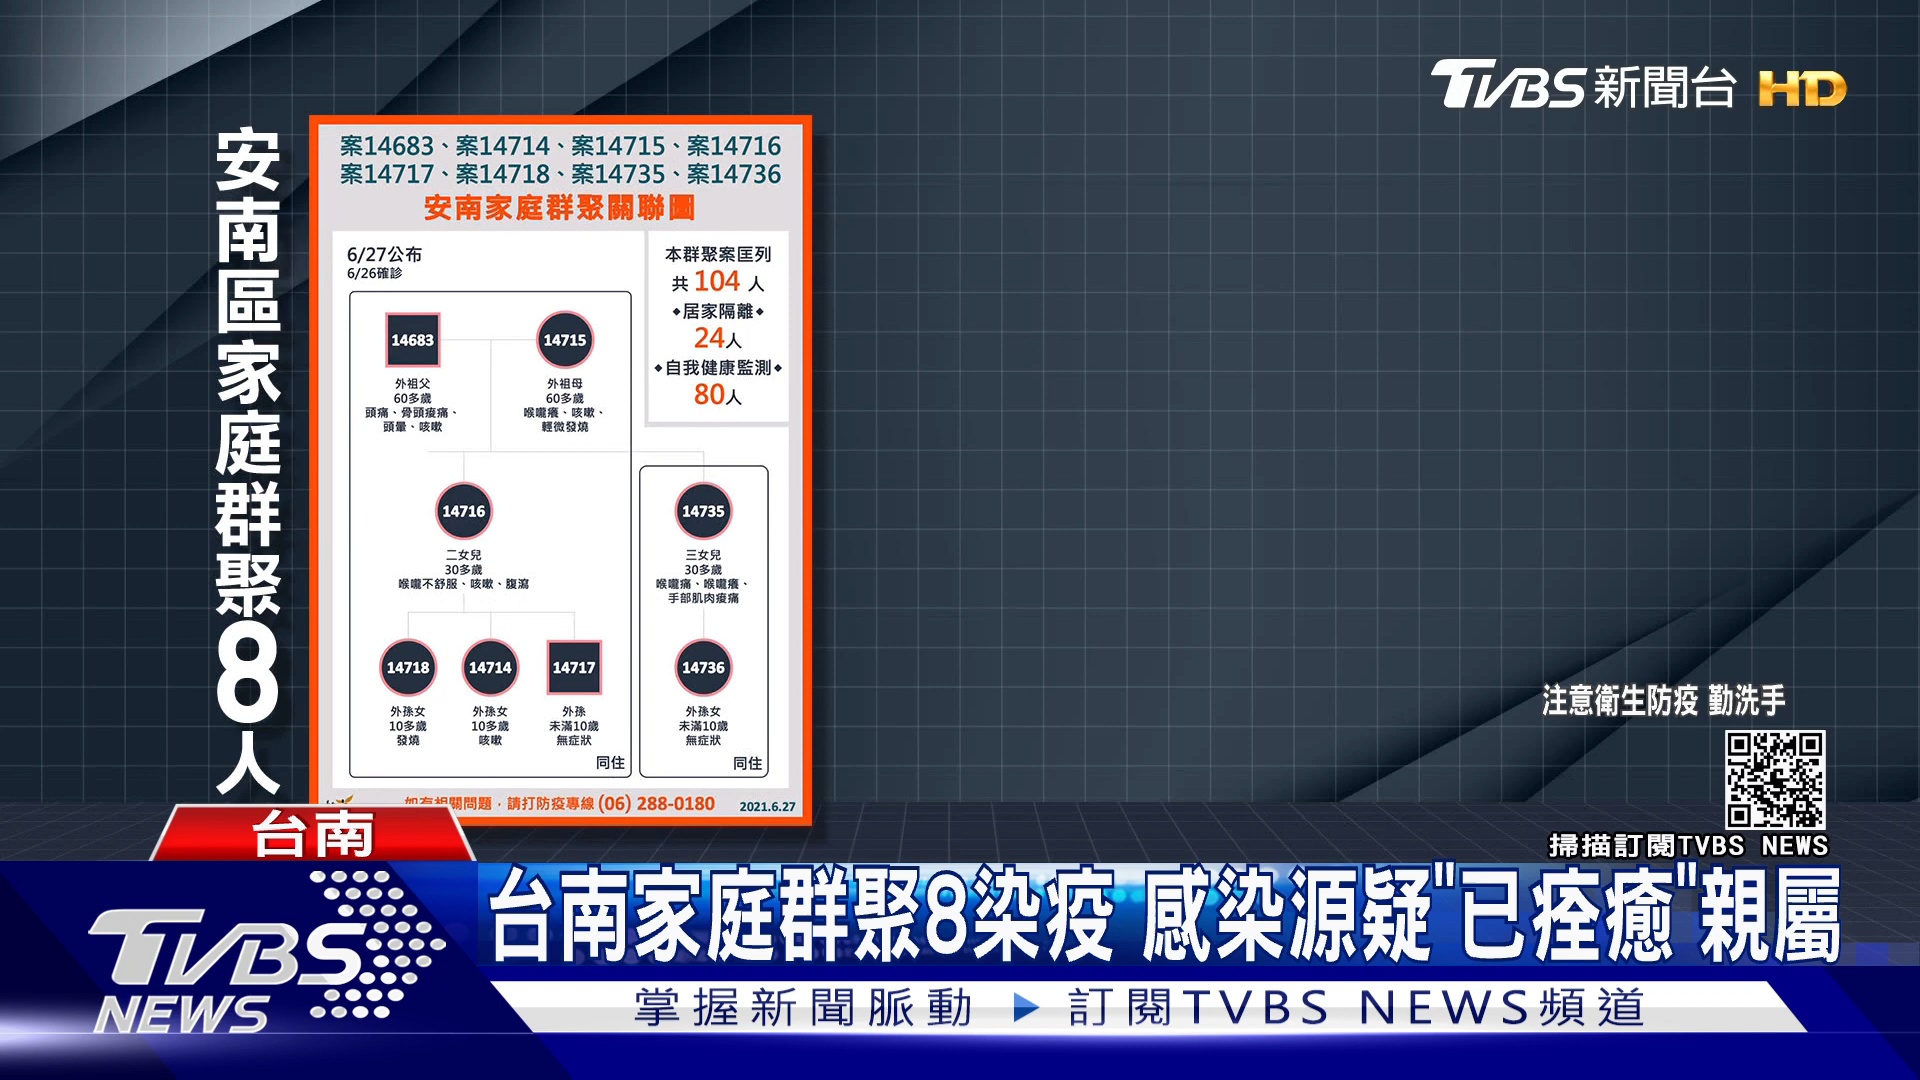 TVBS新聞台 HD
安南區家庭群聚8人
案14683、案14714、案14715、案14716
案14717、案14718、案14735、案14736
安南家庭群聚關聯圖
6/27公布
6/26確診
本群聚案匡列
共 104 人
◆居家隔離◆
24人
◆自我健康監測◆
80人
14683
外祖父
60多歲
頭痛、骨頭痠痛、
頭暈、咳嗽
14715
外祖母
60多歲
喉嚨癢、咳嗽、
輕微發燒
14716
二女兒
30多歲
喉嚨不舒服、咳嗽、腹瀉
14735
三女兒
30多歲
喉嚨痛、喉嚨癢、
手部肌肉痠痛
14718
外孫女
10多歲
發燒
14714
外孫女
10多歲
咳嗽
14717
外孫
未滿10歲
無症狀
同住
14736
外孫女
未滿10歲
無症狀
同住
如有相關問題，請打防疫專線 (06) 288-0180
2021.6.27
注意衛生防疫 勤洗手
掃描訂閱TVBS NEWS
台南
台南家庭群聚8染疫 感染源疑"已痊癒"親屬
TVBS
NEWS
掌握新聞脈動 ▶ 訂閱TVBS NEWS頻道